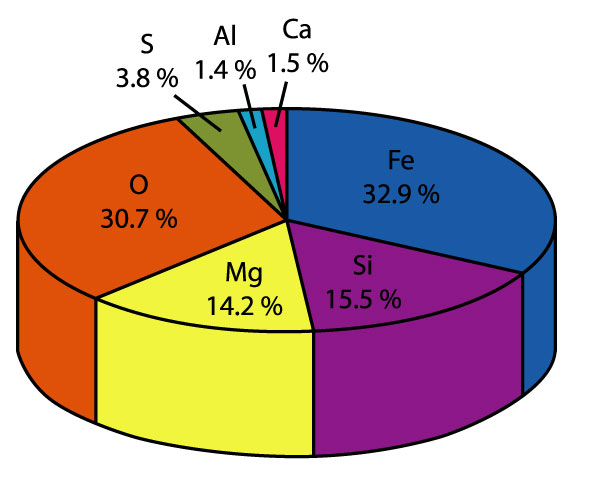 S
3.8 %
Al
1.4 %
Ca
1.5 %
Fe
32.9 %
O
30.7 %
Mg
14.2 %
Si
15.5 %